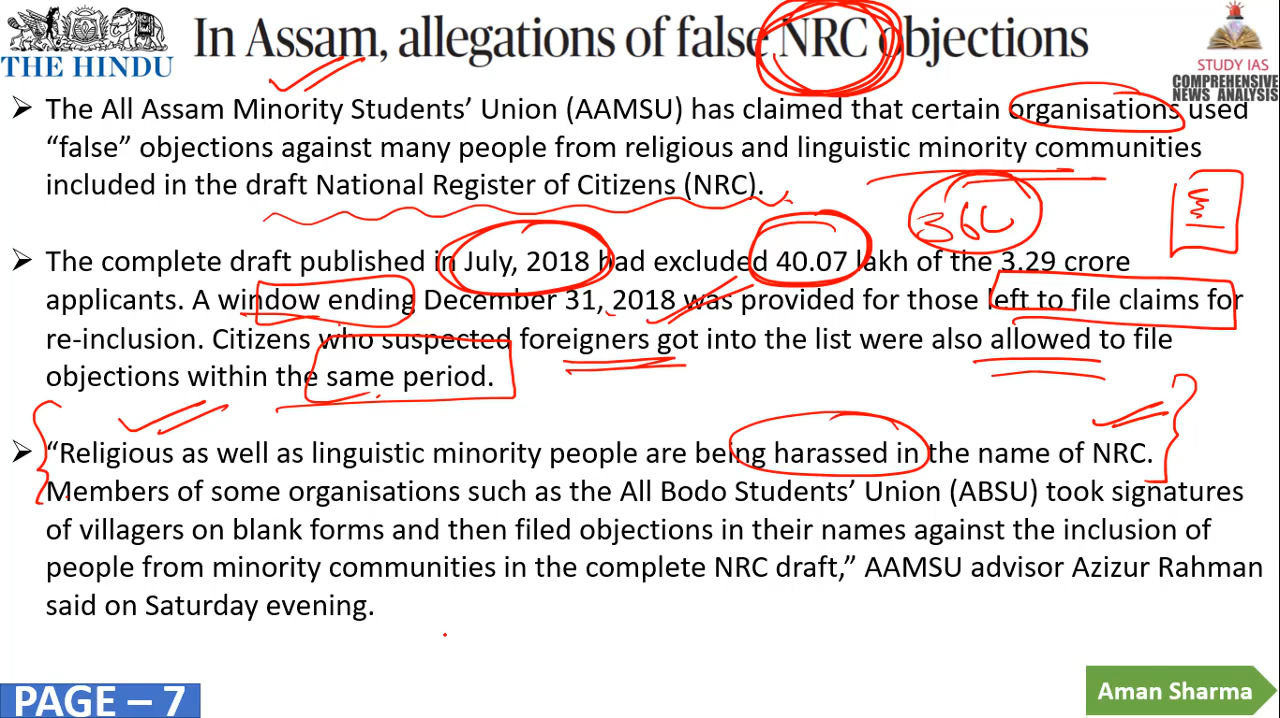 In Assam, allegations of false NRC objections
THE HINDU
STUDY IAS
COMPREHENSIVE
NEWS ANALYSIS
➢ The All Assam Minority Students’ Union (AAMSU) has claimed that certain organisations used
“false” objections against many people from religious and linguistic minority communities
included in the draft National Register of Citizens (NRC).
➢ The complete draft published in July, 2018 had excluded 40.07 lakh of the 3.29 crore
applicants. A window ending December 31, 2018 was provided for those left to file claims for
re-inclusion. Citizens who suspected foreigners got into the list were also allowed to file
objections within the same period.
➢ “Religious as well as linguistic minority people are being harassed in the name of NRC.
Members of some organisations such as the All Bodo Students’ Union (ABSU) took signatures
of villagers on blank forms and then filed objections in their names against the inclusion of
people from minority communities in the complete NRC draft,” AAMSU advisor Azizur Rahman
said on Saturday evening.
PAGE – 7
Aman Sharma